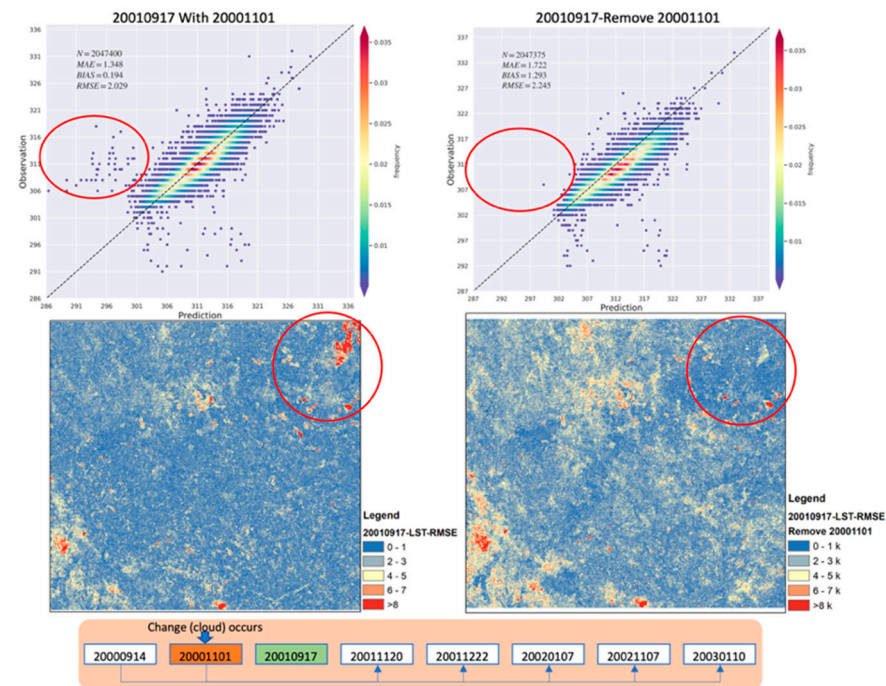 20010917 With 20001101
336
331
326
321
316
311
306
301
296
291
286
N = 2047400
MAE = 1.348
BIAS = 0.194
RMSE = 2.029
Observation
286 291 296 301 306 311 316 321 326 331 336
Prediction
0.035
0.03
0.025
0.02
0.015
0.01
frequency
20010917-Remove 20001101
337
332
327
322
317
312
307
302
297
292
287
N = 2047375
MAE = 1.722
BIAS = 1.293
RMSE = 2.245
Observation
287 292 297 302 307 312 317 322 327 332 337
Prediction
0.035
0.03
0.025
0.02
0.015
0.01
frequency
Legend
20010917-LST-RMSE
0 - 1
2 - 3
4 - 5
6 - 7
>8
Legend
20010917-LST-RMSE
Remove 20001101
0 - 1 k
2 - 3 k
4 - 5 k
6 - 7 k
>8 k
Change (cloud) occurs
20000914 20001101 20010917 20011120 20011222 20020107 20021107 20030110